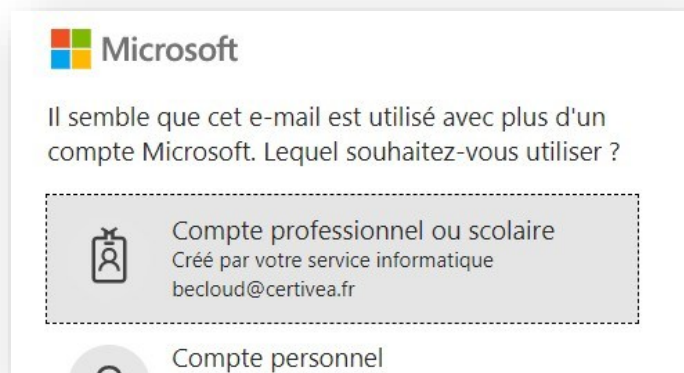 Microsoft
Il semble que cet e-mail est utilisé avec plus d'un
compte Microsoft. Lequel souhaitez-vous utiliser ?
Compte professionnel ou scolaire
Créé par votre service informatique
becloud@certivea.fr
Compte personnel